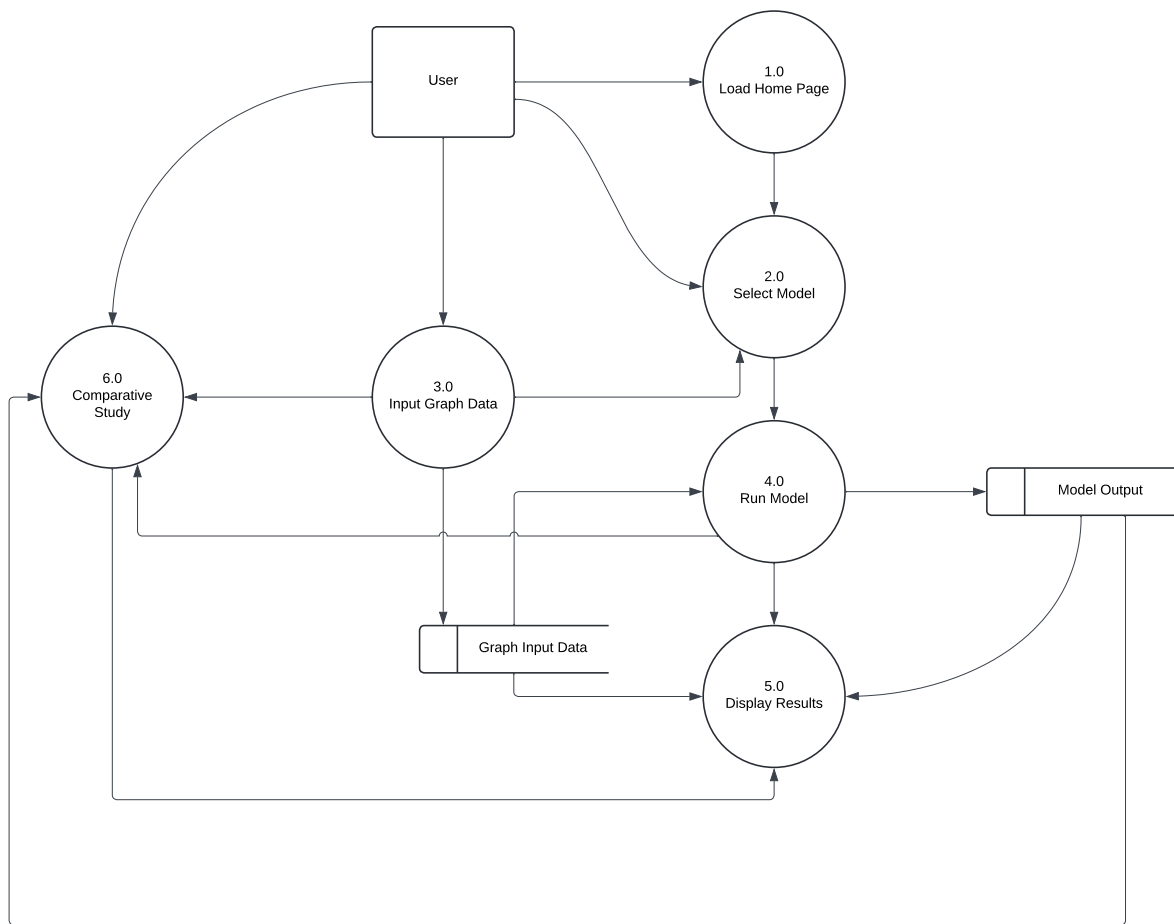 User
1.0
Load Home Page
2.0
Select Model
6.0
Comparative
Study
3.0
Input Graph Data
4.0
Run Model
Model Output
Graph Input Data
5.0
Display Results